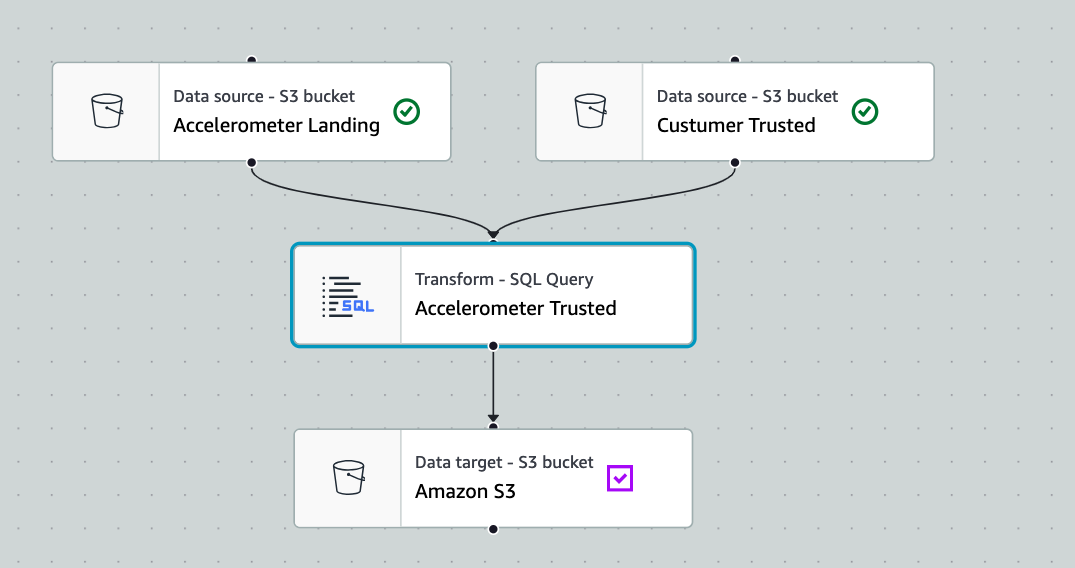 Data source - S3 bucket
Accelerometer Landing
Data source - S3 bucket
Custumer Trusted
SQL
Transform - SQL Query
Accelerometer Trusted
Data target - S3 bucket
Amazon S3